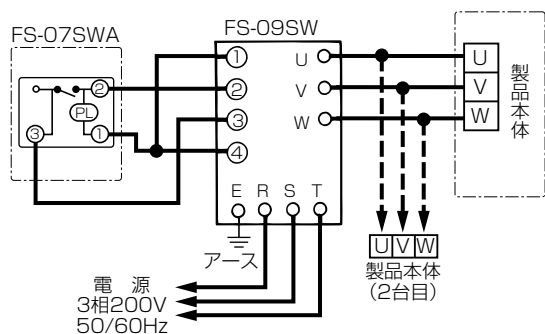 FS-07SWA
FS-09SW
製品本体
②
PL
③
①
①
②
③
④
U
V
W
E R S T
U
V
W
アース
U V W
製品本体
(2台目)
電 源
3相200V
50/60Hz